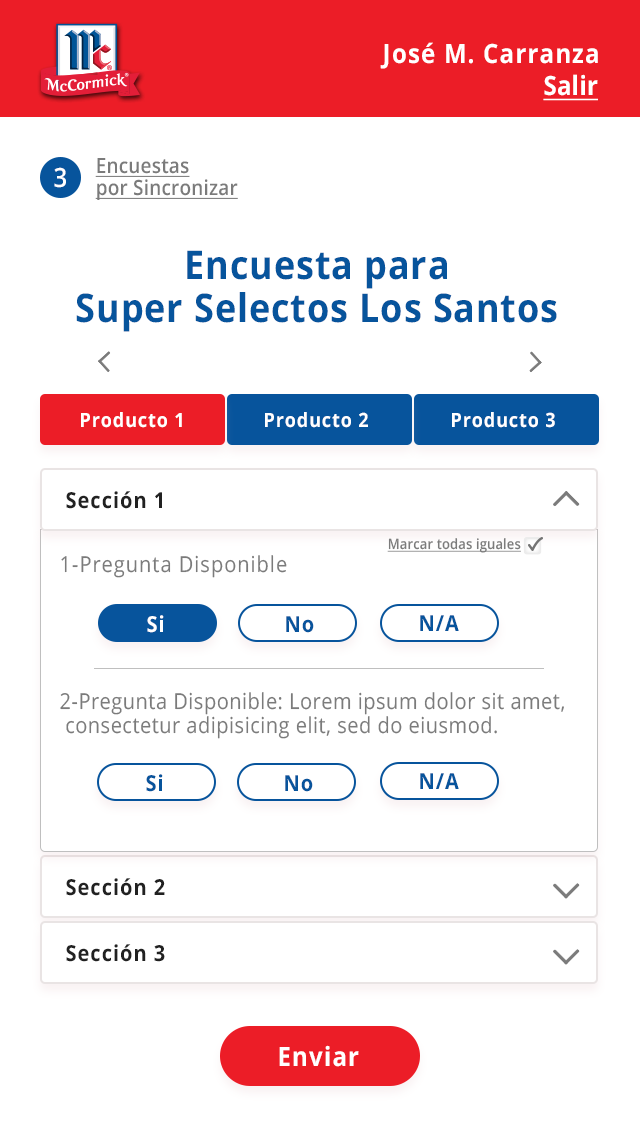 Mc
McCormick®
José M. Carranza
Salir
3
Encuestas
por Sincronizar
Encuesta para
Super Selectos Los Santos
Producto 1
Producto 2
Producto 3
Sección 1
Marcar todas iguales
1-Pregunta Disponible
Si
No
N/A
2-Pregunta Disponible: Lorem ipsum dolor sit amet,
consectetur adipisicing elit, sed do eiusmod.
Si
No
N/A
Sección 2
Sección 3
Enviar